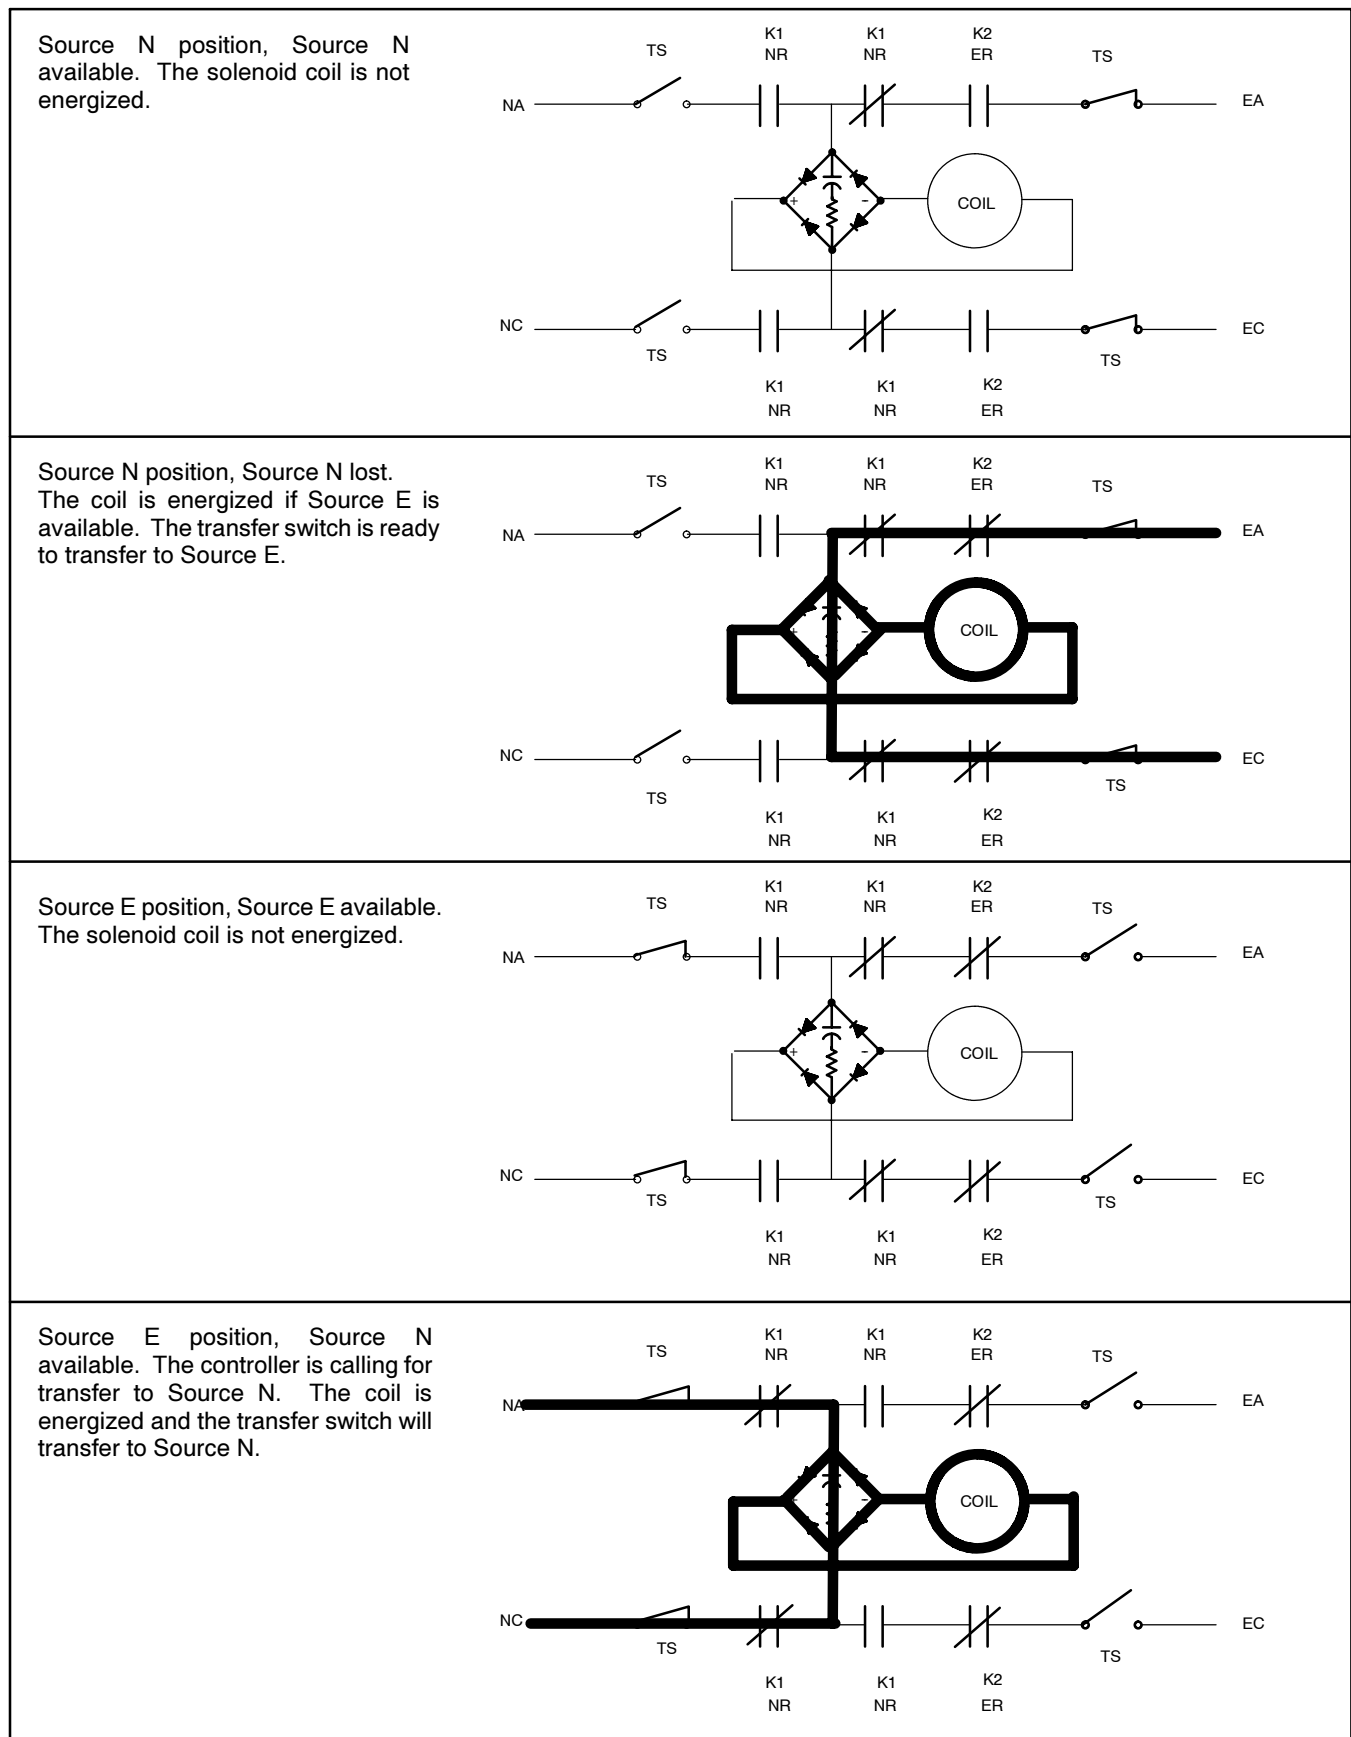 Source N position, Source N
available. The solenoid coil is not
energized.
K1 K1 K2
TS NR NR ER TS
NA EA
+ - COIL
NC EC
TS TS
K1 K1 K2
NR NR ER
Source N position, Source N lost.
The coil is energized if Source E is
available. The transfer switch is ready
to transfer to Source E.
K1 K1 K2
TS NR NR ER TS
NA EA
+ - COIL
NC EC
TS TS
K1 K1 K2
NR NR ER
Source E position, Source E available.
The solenoid coil is not energized.
K1 K1 K2
TS NR NR ER TS
NA EA
+ - COIL
NC EC
TS TS
K1 K1 K2
NR NR ER
Source E position, Source N
available. The controller is calling for
transfer to Source N. The coil is
energized and the transfer switch will
transfer to Source N.
K1 K1 K2
TS NR NR ER TS
NA EA
- COIL
NC EC
TS TS
K1 K1 K2
NR NR ER